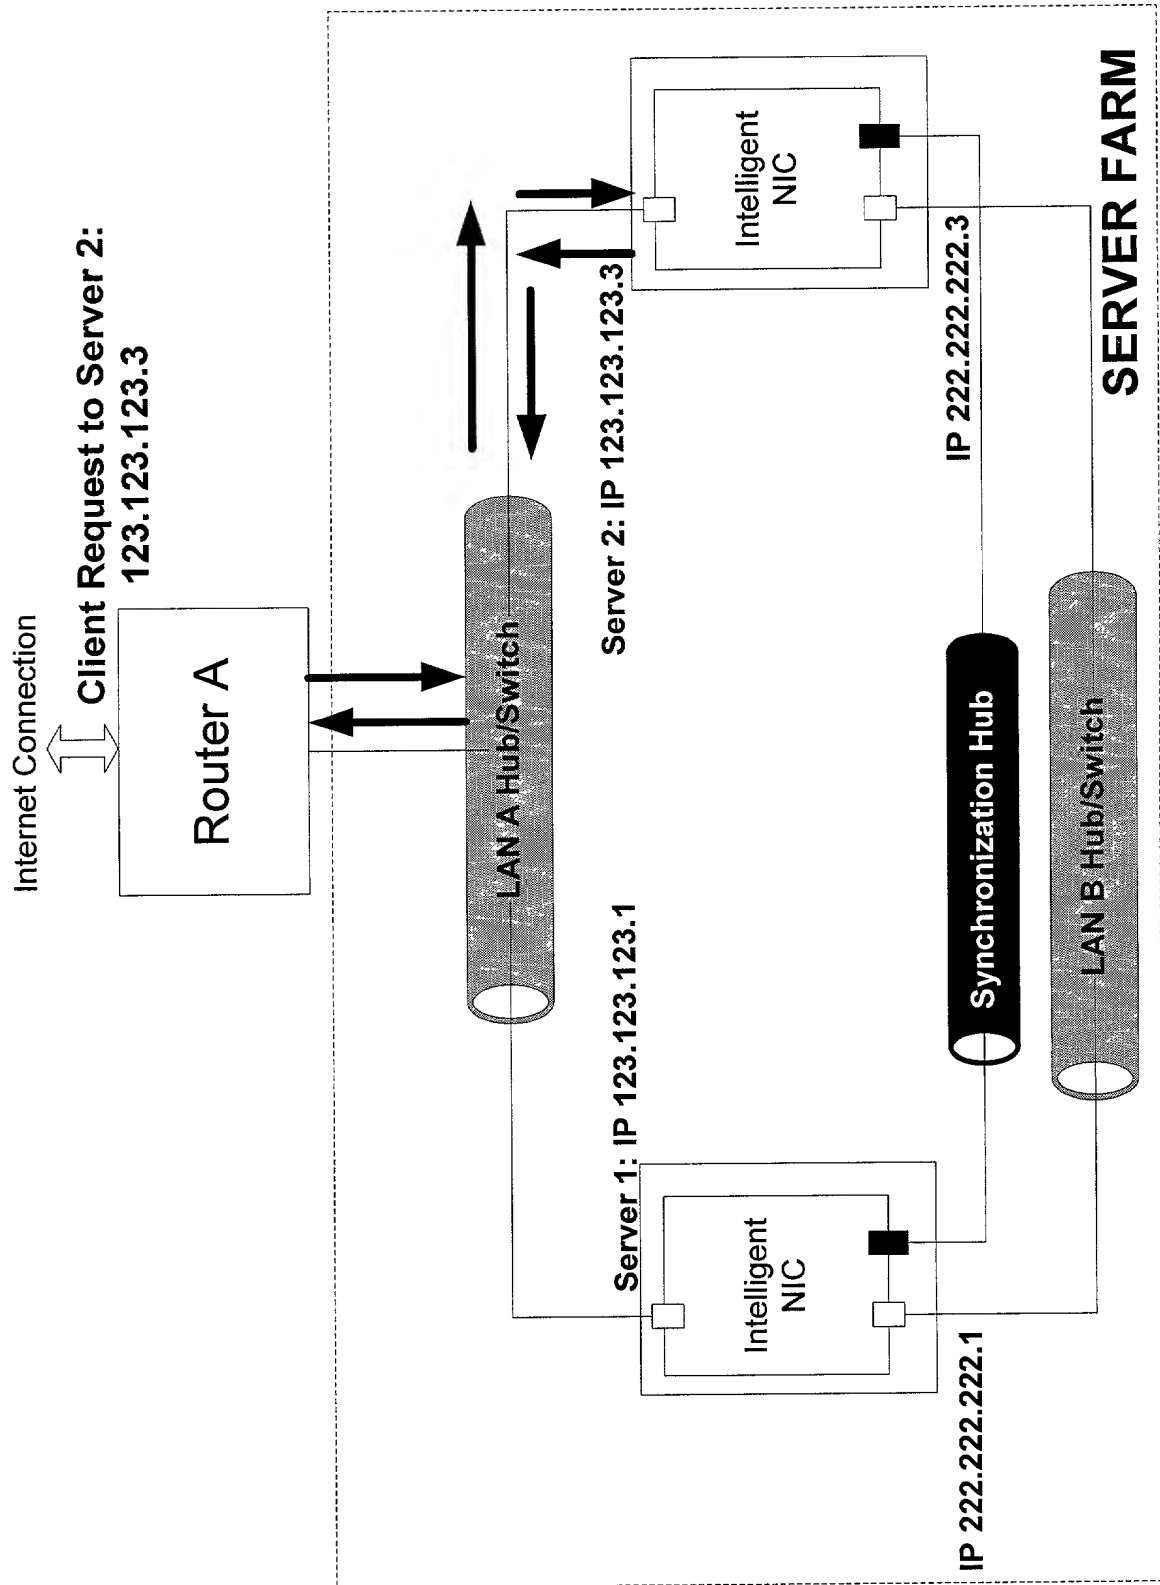 Internet Connection
Client Request to Server 2:
123.123.123.3
Router A
LAN A Hub/Switch
Server 1: IP 123.123.123.1
Server 2: IP 123.123.123.3
Intelligent
NIC
Intelligent
NIC
IP 222.222.222.1
IP 222.222.222.3
Synchronization Hub
LAN B Hub/Switch
SERVER FARM